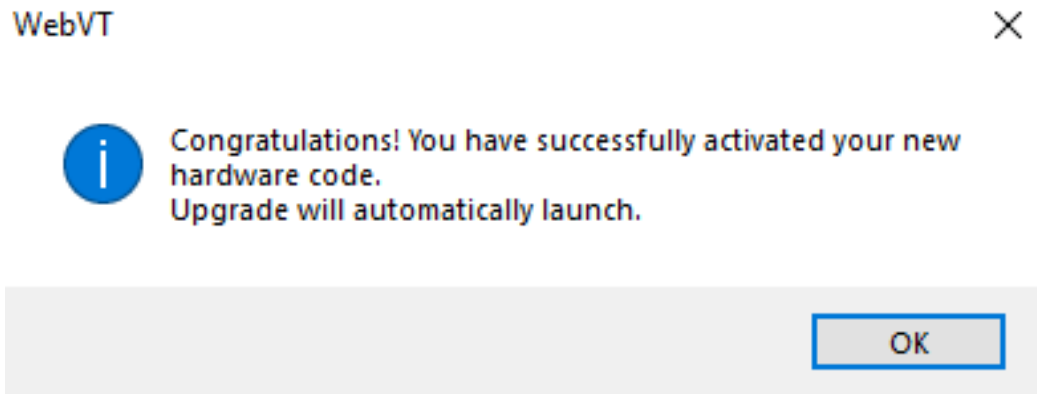 WebVT
Congratulations! You have successfully activated your new
hardware code.
Upgrade will automatically launch.
OK